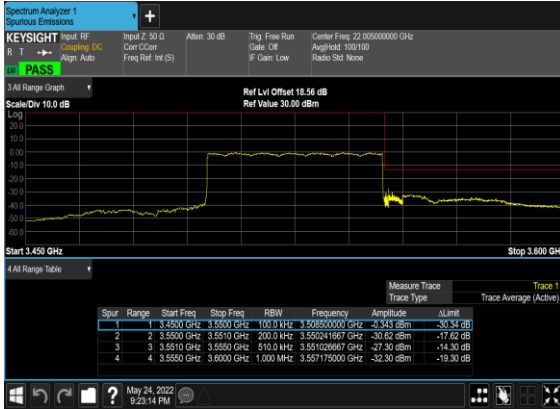 Spectrum Analyzer 1
Spurious Emissions
+
KEYSIGHT Input: RF Input Z: 50 Ω Atten: 30 dB Trig: Free Run Center Freq: 22.005000000 GHz
R T Coupling: DC Corr CCorr Gate: Off Avg|Hold: 100/100
Align: Auto Freq Ref: Int (S) IF Gain: Low Radio Std: None
PASS
3 All Range Graph
Ref Lvl Offset 18.56 dB
Scale/Div 10.0 dB Ref Value 30.00 dBm
Log
20.0
10.0
0.00
-10.0
-20.0
-30.0
-40.0
-50.0
-60.0
Start 3.450 GHz Stop 3.600 GH
4 All Range Table
Measure Trace Trace 1
Trace Type Trace Average (Active)
Spur Range Start Freq Stop Freq RBW Frequency Amplitude ΔLimit
1 1 3.4500 GHz 3.5500 GHz 100.0 kHz 3.508500000 GHz -0.343 dBm -30.34 dB
2 2 3.5500 GHz 3.5510 GHz 200.0 kHz 3.550241667 GHz -30.62 dBm -17.62 dB
3 3 3.5510 GHz 3.5550 GHz 510.0 kHz 3.551026667 GHz -27.30 dBm -14.30 dB
4 4 3.5550 GHz 3.6000 GHz 1.000 MHz 3.557175000 GHz -32.30 dBm -19.30 dB
?
May 24, 2022
9:23:14 PM